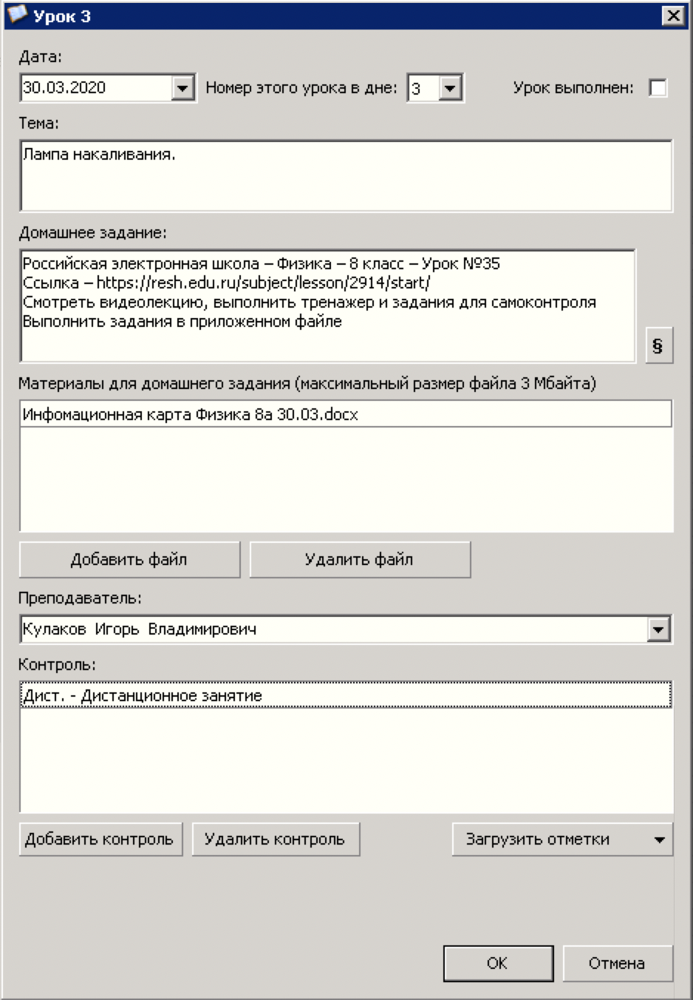 Урок 3
Дата:
30.03.2020 Номер этого урока в дне: 3 Урок выполнен:
Тема:
Лампа накаливания.
Домашнее задание:
Российская электронная школа – Физика – 8 класс – Урок №35
Ссылка – https://resh.edu.ru/subject/lesson/2914/start/
Смотреть видеолекцию, выполнить тренажер и задания для самоконтроля
Выполнить задания в приложенном файле
§
Материалы для домашнего задания (максимальный размер файла 3 Мбайта)
Инфомационная карта Физика 8а 30.03.docx
Добавить файл Удалить файл
Преподаватель:
Кулаков Игорь Владимирович
Контроль:
Дист. - Дистанционное занятие
Добавить контроль Удалить контроль Загрузить отметки
ОК Отмена